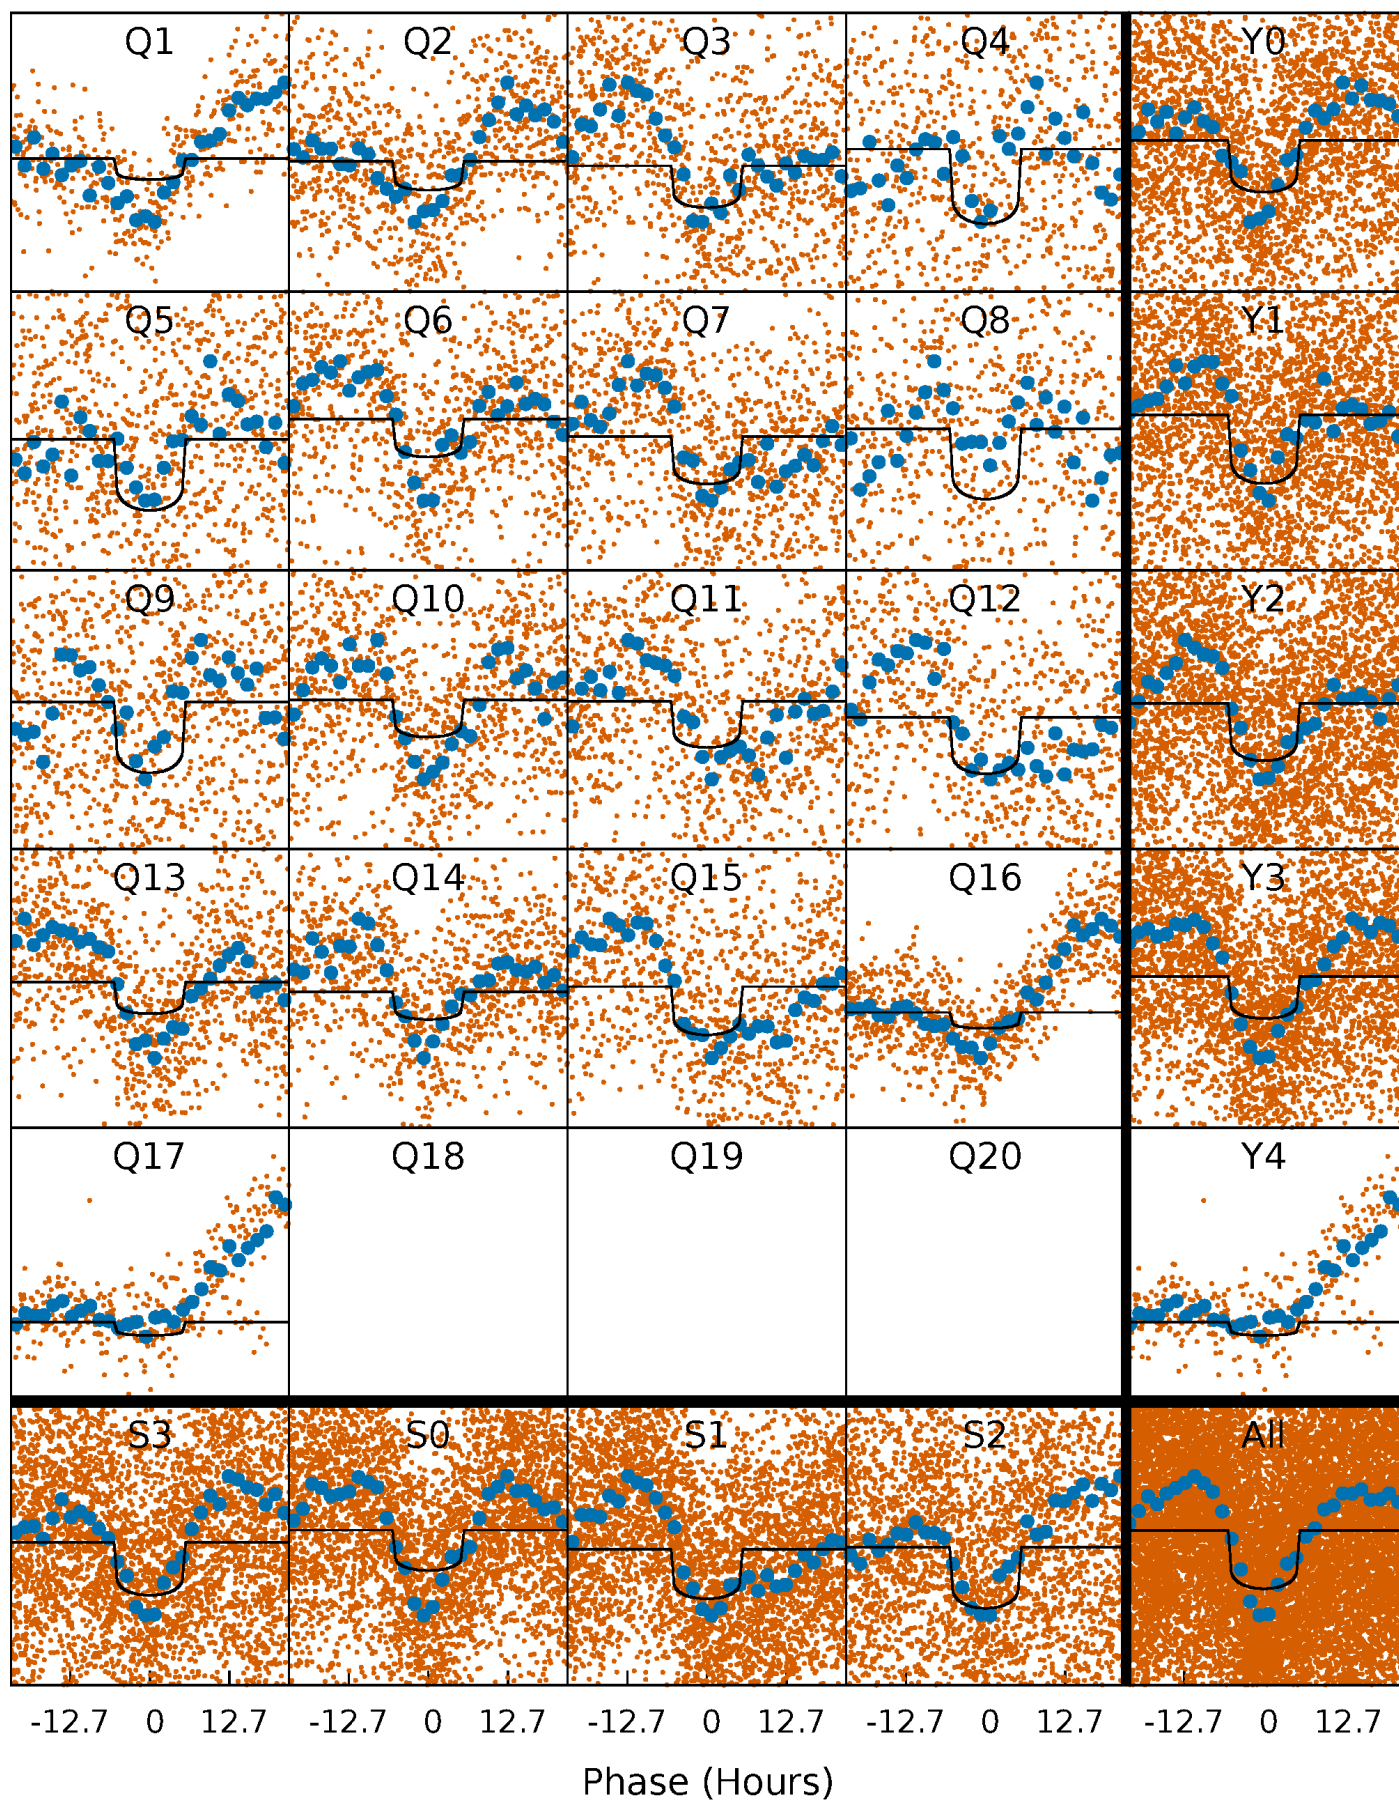 Q1 Q2 Q3 Q4 Y0
Q5 Q6 Q7 Q8 Y1
Q9 Q10 Q11 Q12 Y2
Q13 Q14 Q15 Q16 Y3
Q17 Q18 Q19 Q20 Y4
S3 S0 S1 S2 All
-12.7 0 12.7 -12.7 0 12.7 -12.7 0 12.7 -12.7 0 12.7 -12.7 0 12.7
Phase (Hours)